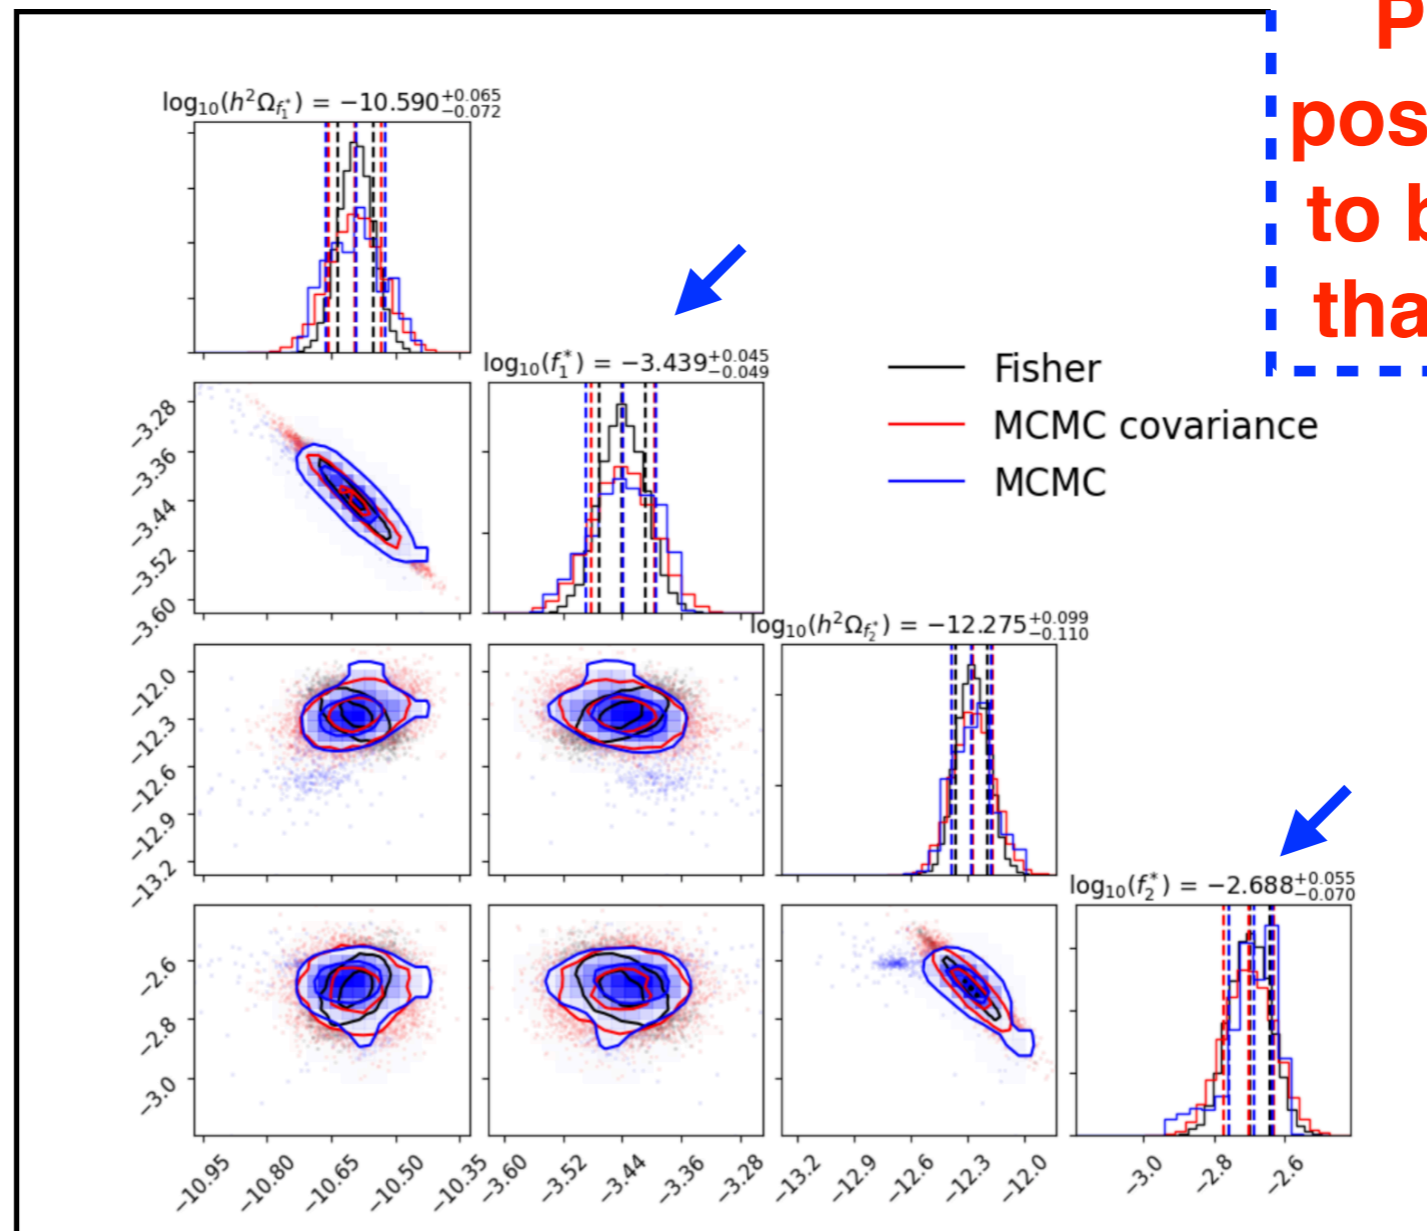 P
pos
to b
tha
log₁₀(h²Ω_{f₁*}) = −10.590^{+0.065}_{−0.072}
log₁₀(f₁*) = −3.439^{+0.045}_{−0.049}
Fisher
MCMC covariance
MCMC
log₁₀(h²Ω_{f₂*}) = −12.275^{+0.099}_{−0.110}
log₁₀(f₂*) = −2.688^{+0.055}_{−0.070}
−3.28
−3.36
−3.44
−3.52
−3.60
−12.0
−12.3
−12.6
−12.9
−13.2
−2.6
−2.8
−3.0
−10.95 −10.80 −10.65 −10.50 −10.35 −3.60 −3.52 −3.44 −3.36 −3.28 −13.2 −12.9 −12.6 −12.3 −12.0 −3.0 −2.8 −2.6